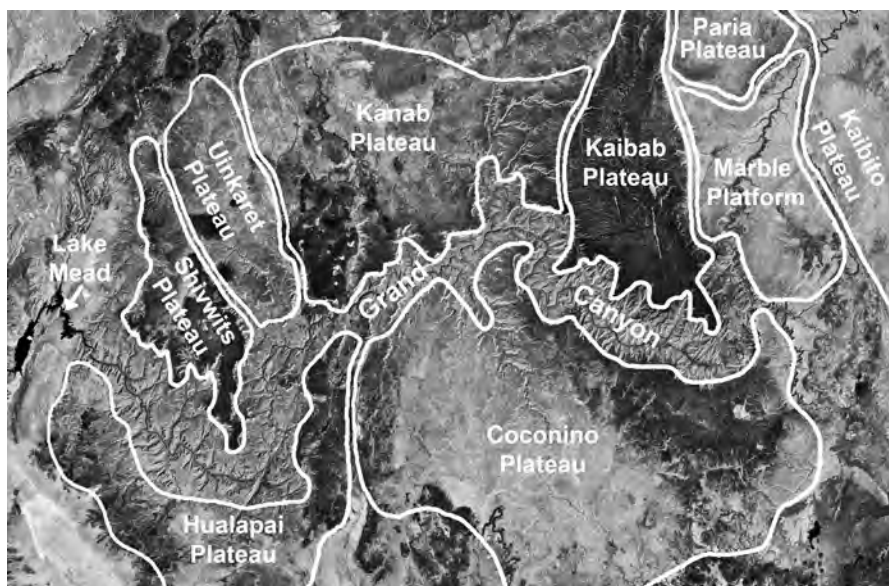 Paria
Plateau
Kanab
Plateau
Uinkaret
Plateau
Kaibab
Plateau
Marble
Platform
Kaibito
Plateau
Lake
Mead
Shivwits
Plateau
Grand
Canyon
Coconino
Plateau
Hualapai
Plateau